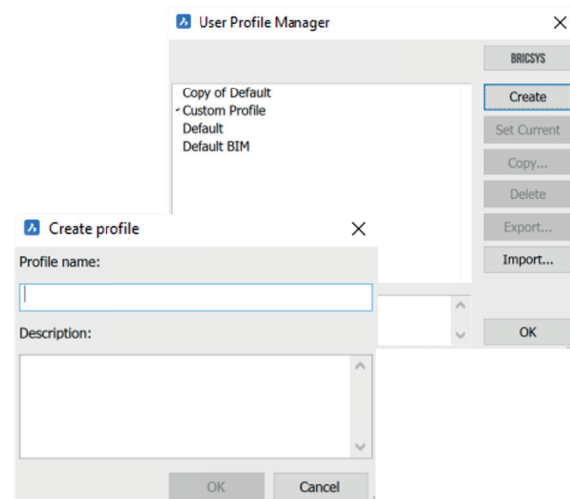 User Profile Manager
BRICSYS
Copy of Default
Custom Profile
Default
Default BIM
Create
Set Current
Copy...
Delete
Export...
Import...
OK
Create profile
Profile name:
Description:
OK
Cancel